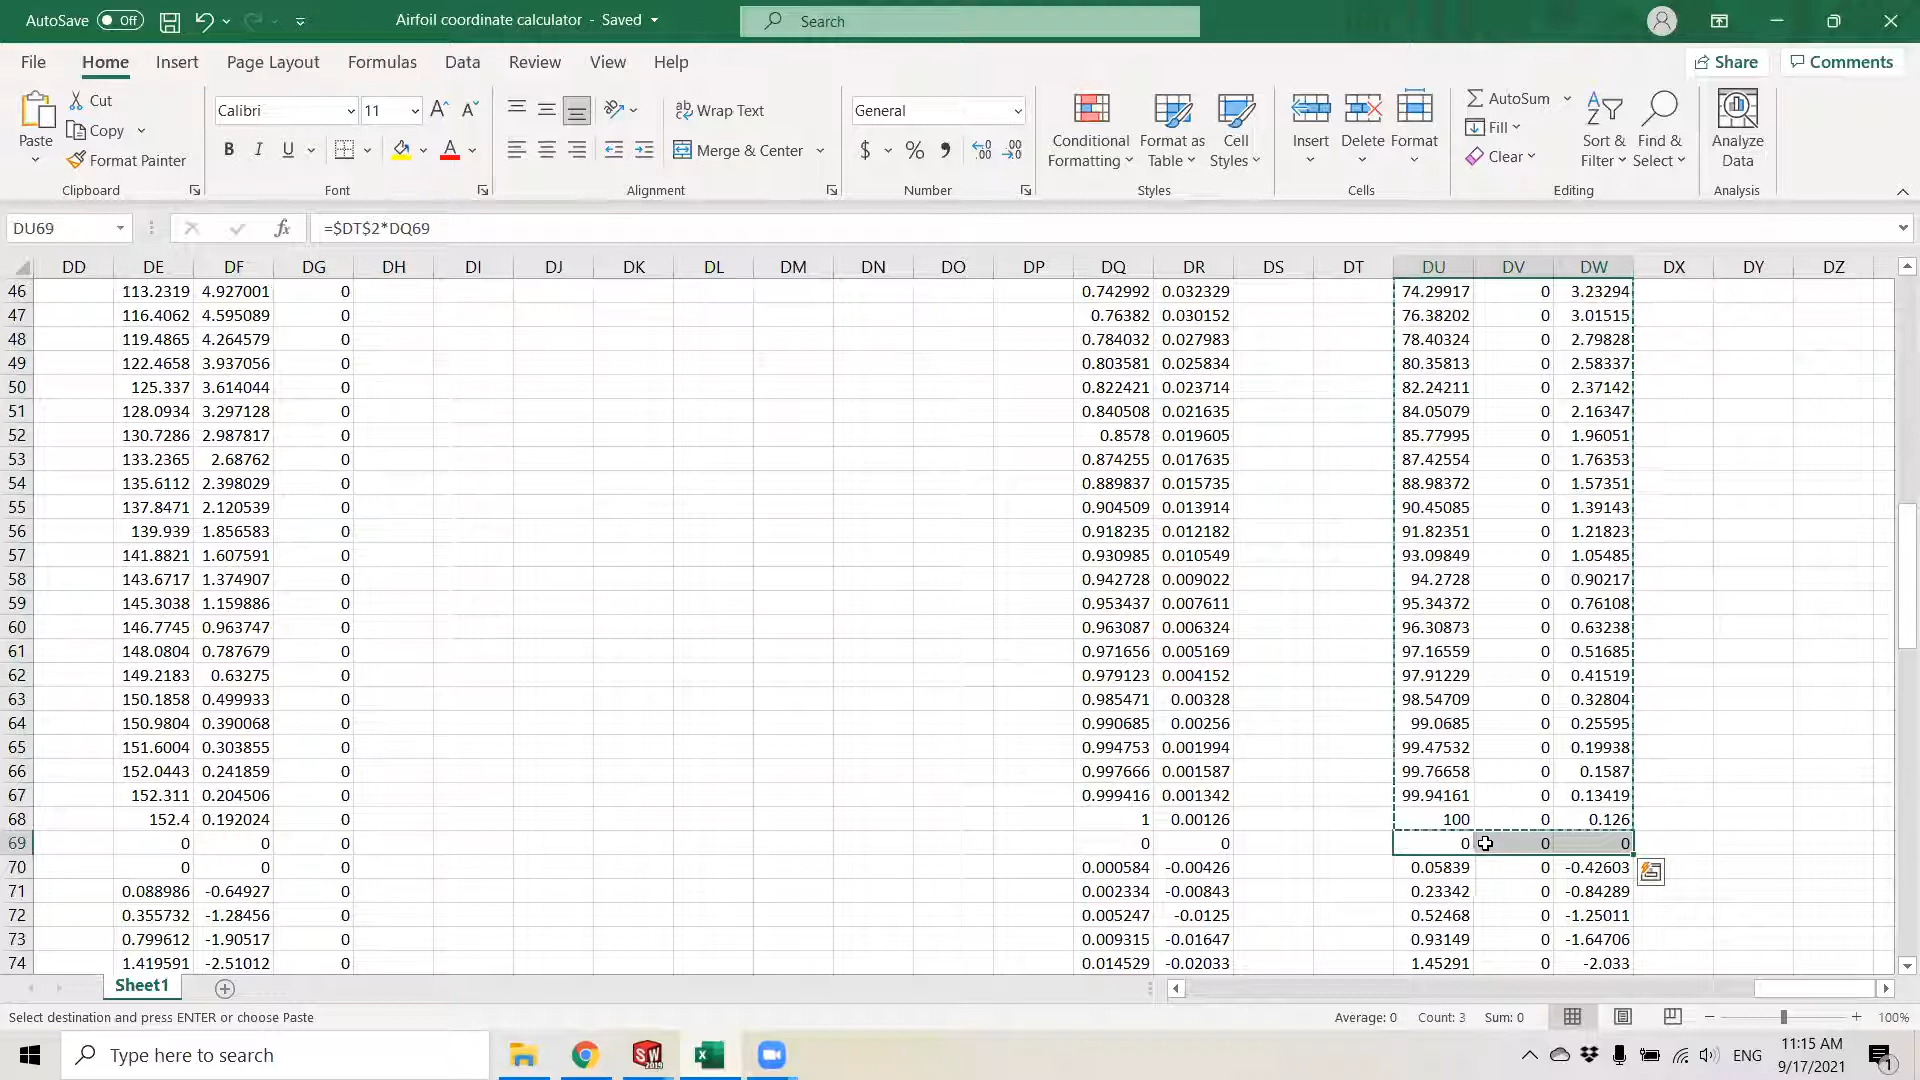 AutoSave Off Airfoil coordinate calculator - Saved Search
File Home Insert Page Layout Formulas Data Review View Help Share Comments
Paste Cut Copy Format Painter Clipboard
Calibri 11 B I U A Font
Wrap Text Merge & Center Alignment
General $ % 9 .00 Number
Conditional Formatting Format as Table Cell Styles Styles
Insert Delete Format Cells
AutoSum Fill Clear Sort & Filter Find & Select Editing
Analyze Data Analysis
DU69 fx =$DT$2*DQ69
DD DE DF DG DH DI DJ DK DL DM DN DO DP DQ DR DS DT DU DV DW DX DY DZ
46 113.2319 4.927001 0 0.742992 0.032329 74.29917 0 3.23294
47 116.4062 4.595089 0 0.76382 0.030152 76.38202 0 3.01515
48 119.4865 4.264579 0 0.784032 0.027983 78.40324 0 2.79828
49 122.4658 3.937056 0 0.803581 0.025834 80.35813 0 2.58337
50 125.337 3.614044 0 0.822421 0.023714 82.24211 0 2.37142
51 128.0934 3.297128 0 0.840508 0.021635 84.05079 0 2.16347
52 130.7286 2.987817 0 0.8578 0.019605 85.77995 0 1.96051
53 133.2365 2.68762 0 0.874255 0.017635 87.42554 0 1.76353
54 135.6112 2.398029 0 0.889837 0.015735 88.98372 0 1.57351
55 137.8471 2.120539 0 0.904509 0.013914 90.45085 0 1.39143
56 139.939 1.856583 0 0.918235 0.012182 91.82351 0 1.21823
57 141.8821 1.607591 0 0.930985 0.010549 93.09849 0 1.05485
58 143.6717 1.374907 0 0.942728 0.009022 94.2728 0 0.90217
59 145.3038 1.159886 0 0.953437 0.007611 95.34372 0 0.76108
60 146.7745 0.963747 0 0.963087 0.006324 96.30873 0 0.63238
61 148.0804 0.787679 0 0.971656 0.005169 97.16559 0 0.51685
62 149.2183 0.63275 0 0.979123 0.004152 97.91229 0 0.41519
63 150.1858 0.499933 0 0.985471 0.00328 98.54709 0 0.32804
64 150.9804 0.390068 0 0.990685 0.00256 99.0685 0 0.25595
65 151.6004 0.303855 0 0.994753 0.001994 99.47532 0 0.19938
66 152.0443 0.241859 0 0.997666 0.001587 99.76658 0 0.1587
67 152.311 0.204506 0 0.999416 0.001342 99.94161 0 0.13419
68 152.4 0.192024 0 1 0.00126 100 0 0.126
69 0 0 0 0 0 0 0 0
70 0 0 0 0.000584 -0.00426 0.05839 0 -0.42603
71 0.088986 -0.64927 0 0.002334 -0.00843 0.23342 0 -0.84289
72 0.355732 -1.28456 0 0.005247 -0.0125 0.52468 0 -1.25011
73 0.799612 -1.90517 0 0.009315 -0.01647 0.93149 0 -1.64706
74 1.419591 -2.51012 0 0.014529 -0.02033 1.45291 0 -2.033
Sheet1
Select destination and press ENTER or choose Paste Average: 0 Count: 3 Sum: 0 100%
Type here to search SW 2019 ENG 11:15 AM
9/17/2021 1